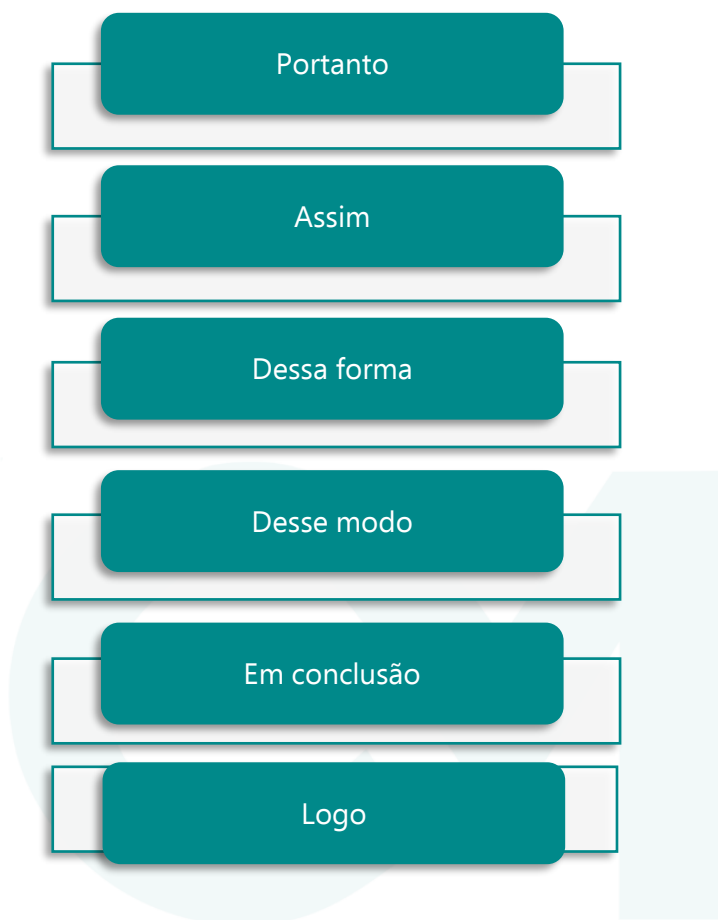 Portanto
Assim
Dessa forma
Desse modo
Em conclusão
Logo